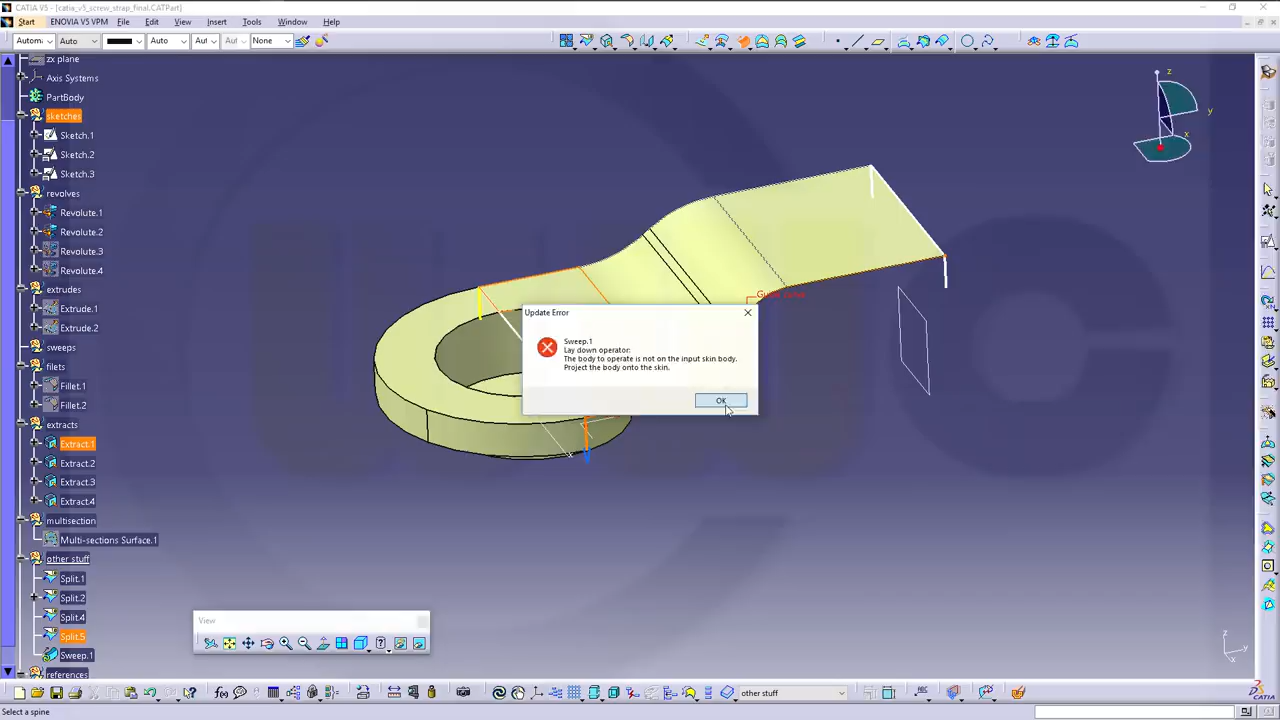 CATIA V5 - [catia_v5_screw_strap_final.CATPart]
Start ENOVIA V5 VPM File Edit View Insert Tools Window Help
Autom Auto Auto Aut Aut None
zx plane
Axis Systems
PartBody
sketches
Sketch.1
Sketch.2
Sketch.3
revolves
Revolute.1
Revolute.2
Revolute.3
Revolute.4
extrudes
Extrude.1
Extrude.2
sweeps
filets
Fillet.1
Fillet.2
extracts
Extract.1
Extract.2
Extract.3
Extract.4
multisection
Multi-sections Surface.1
other stuff
Split.1
Split.2
Split.4
Split.5
Sweep.1
references
z
y
x
Update Error
Sweep.1
Lay down operator:
The body to operate is not on the input skin body.
Project the body onto the skin.
OK
View
z
y
x
other stuff
CATIA
Select a spine